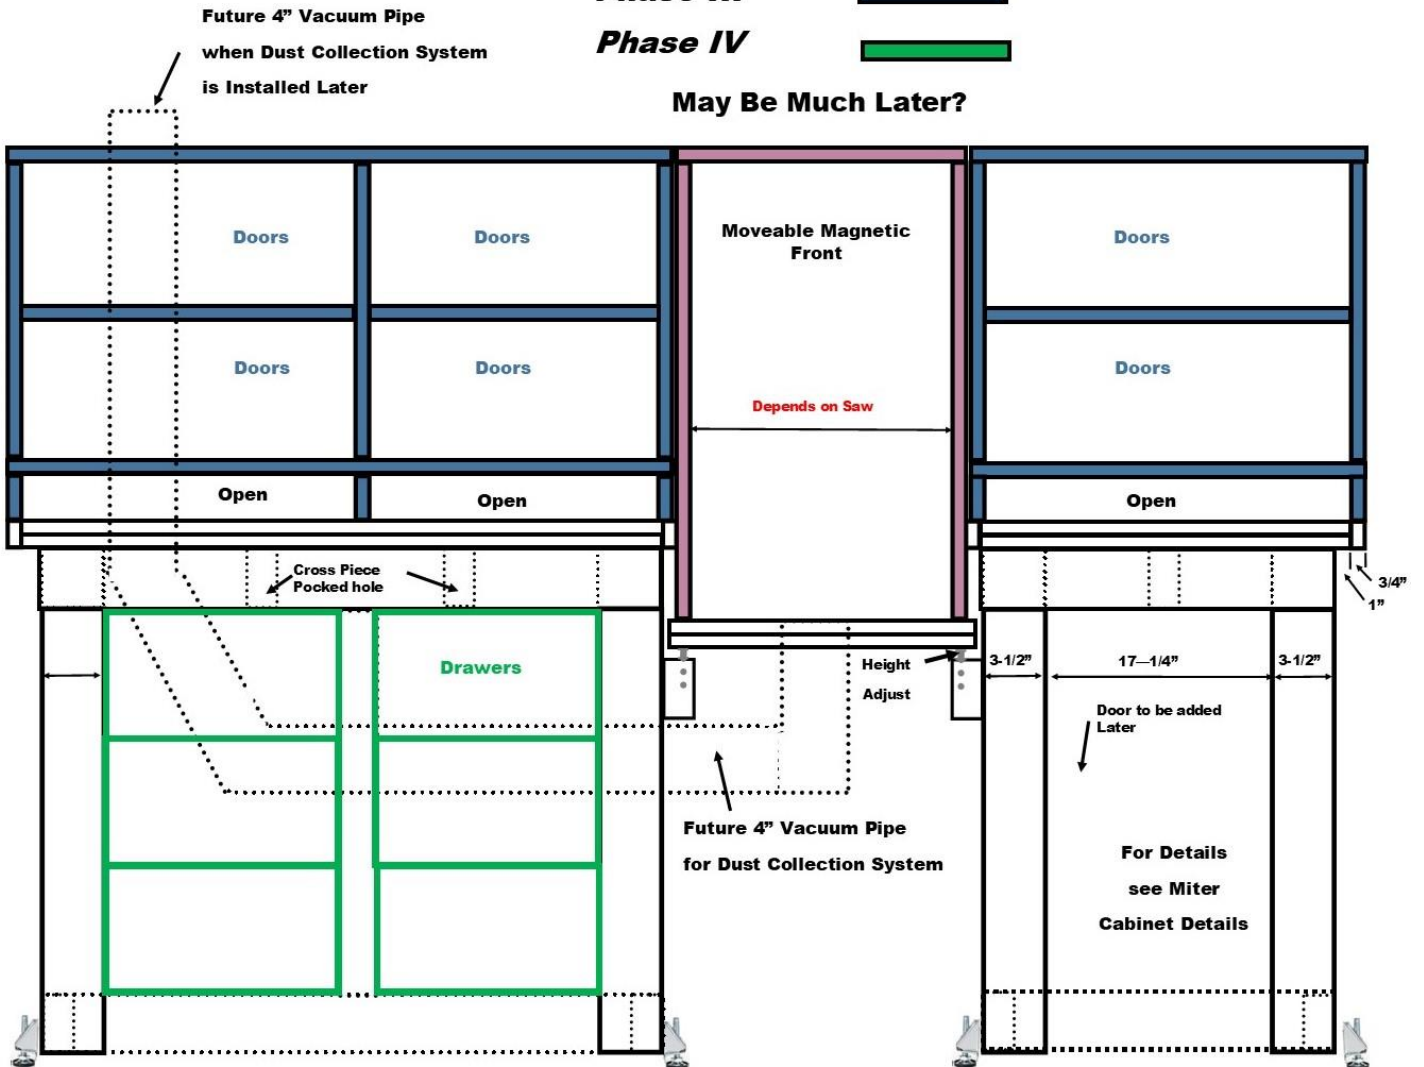 Future 4” Vacuum Pipe
when Dust Collection System
is Installed Later
Phase IV
May Be Much Later?
Doors
Doors
Moveable Magnetic
Front
Doors
Doors
Doors
Doors
Depends on Saw
Open
Open
Open
Cross Piece
Pocked hole
3/4”
1”
Drawers
Height
Adjust
3-1/2”
17—1/4”
3-1/2”
Door to be added
Later
Future 4” Vacuum Pipe
for Dust Collection System
For Details
see Miter
Cabinet Details